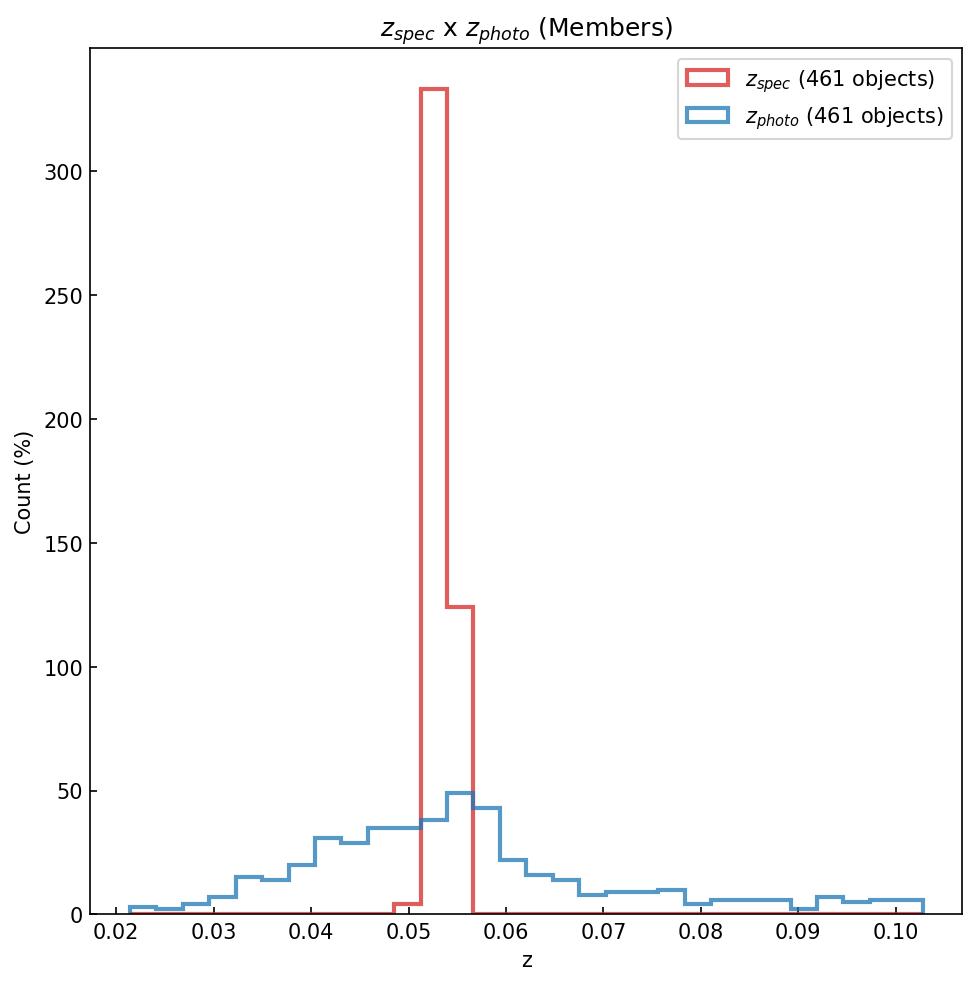 z_spec x z_photo (Members)
z_spec (461 objects)
z_photo (461 objects)
Count (%)
300
250
200
150
100
50
0
0.02 0.03 0.04 0.05 0.06 0.07 0.08 0.09 0.10
z